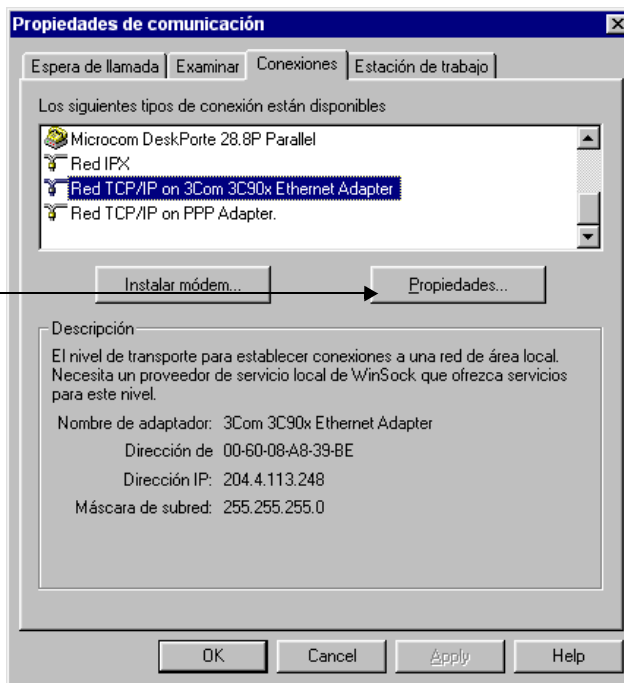 Propiedades de comunicación
Espera de llamada Examinar Conexiones Estación de trabajo
Los siguientes tipos de conexión están disponibles
Microcom DeskPorte 28.8P Parallel
Red IPX
Red TCP/IP on 3Com 3C90x Ethernet Adapter
Red TCP/IP on PPP Adapter.
Instalar módem... Propiedades...
Descripción
El nivel de transporte para establecer conexiones a una red de área local.
Necesita un proveedor de servicio local de WinSock que ofrezca servicios
para este nivel.
Nombre de adaptador: 3Com 3C90x Ethernet Adapter
Dirección de 00-60-08-A8-39-BE
Dirección IP: 204.4.113.248
Máscara de subred: 255.255.255.0
OK Cancel Apply Help